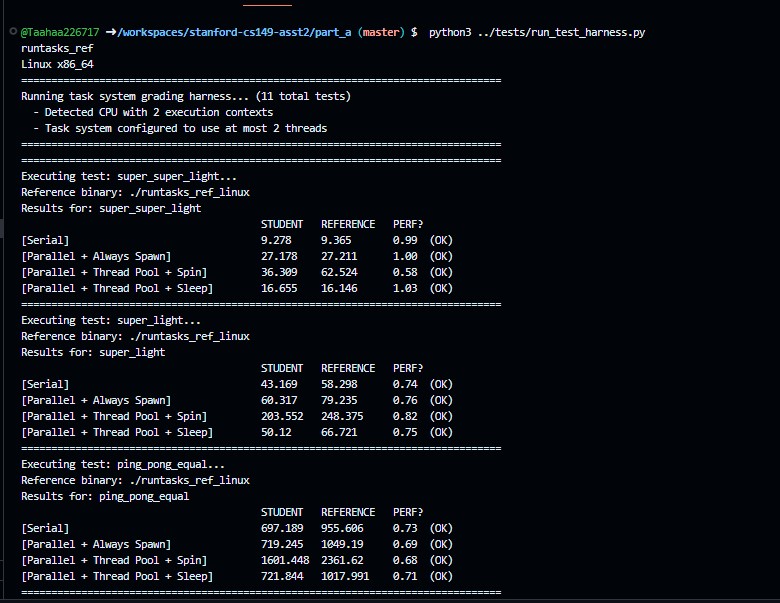 @Taahaa226717 ➜/workspaces/stanford-cs149-asst2/part_a (master) $ python3 ../tests/run_test_harness.py
runtasks_ref
Linux x86_64
================================================================================
Running task system grading harness... (11 total tests)
  - Detected CPU with 2 execution contexts
  - Task system configured to use at most 2 threads
================================================================================
================================================================================
Executing test: super_super_light...
Reference binary: ./runtasks_ref_linux
Results for: super_super_light
                                        STUDENT   REFERENCE   PERF?
[Serial]                                9.278     9.365       0.99  (OK)
[Parallel + Always Spawn]               27.178    27.211      1.00  (OK)
[Parallel + Thread Pool + Spin]         36.309    62.524      0.58  (OK)
[Parallel + Thread Pool + Sleep]        16.655    16.146      1.03  (OK)
================================================================================
Executing test: super_light...
Reference binary: ./runtasks_ref_linux
Results for: super_light
                                        STUDENT   REFERENCE   PERF?
[Serial]                                43.169    58.298      0.74  (OK)
[Parallel + Always Spawn]               60.317    79.235      0.76  (OK)
[Parallel + Thread Pool + Spin]         203.552   248.375     0.82  (OK)
[Parallel + Thread Pool + Sleep]        50.12     66.721      0.75  (OK)
================================================================================
Executing test: ping_pong_equal...
Reference binary: ./runtasks_ref_linux
Results for: ping_pong_equal
                                        STUDENT   REFERENCE   PERF?
[Serial]                                697.189   955.606     0.73  (OK)
[Parallel + Always Spawn]               719.245   1049.19     0.69  (OK)
[Parallel + Thread Pool + Spin]         1601.448  2361.62     0.68  (OK)
[Parallel + Thread Pool + Sleep]        721.844   1017.991    0.71  (OK)
================================================================================